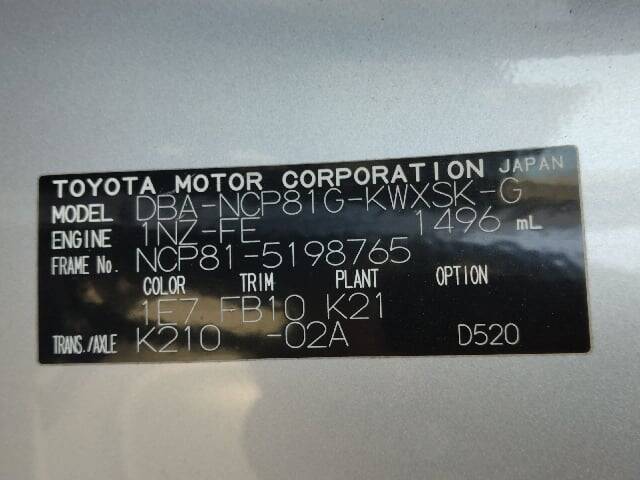 TOYOTA MOTOR CORPORATION JAPAN
MODEL DBA-NCP81G-KWXSK-G
ENGINE 1NZ-FE 1496 mL
FRAME No. NCP81-5198765
COLOR TRIM PLANT OPTION
1E7 FB10 K21
TRANS./AXLE K210 -02A D520